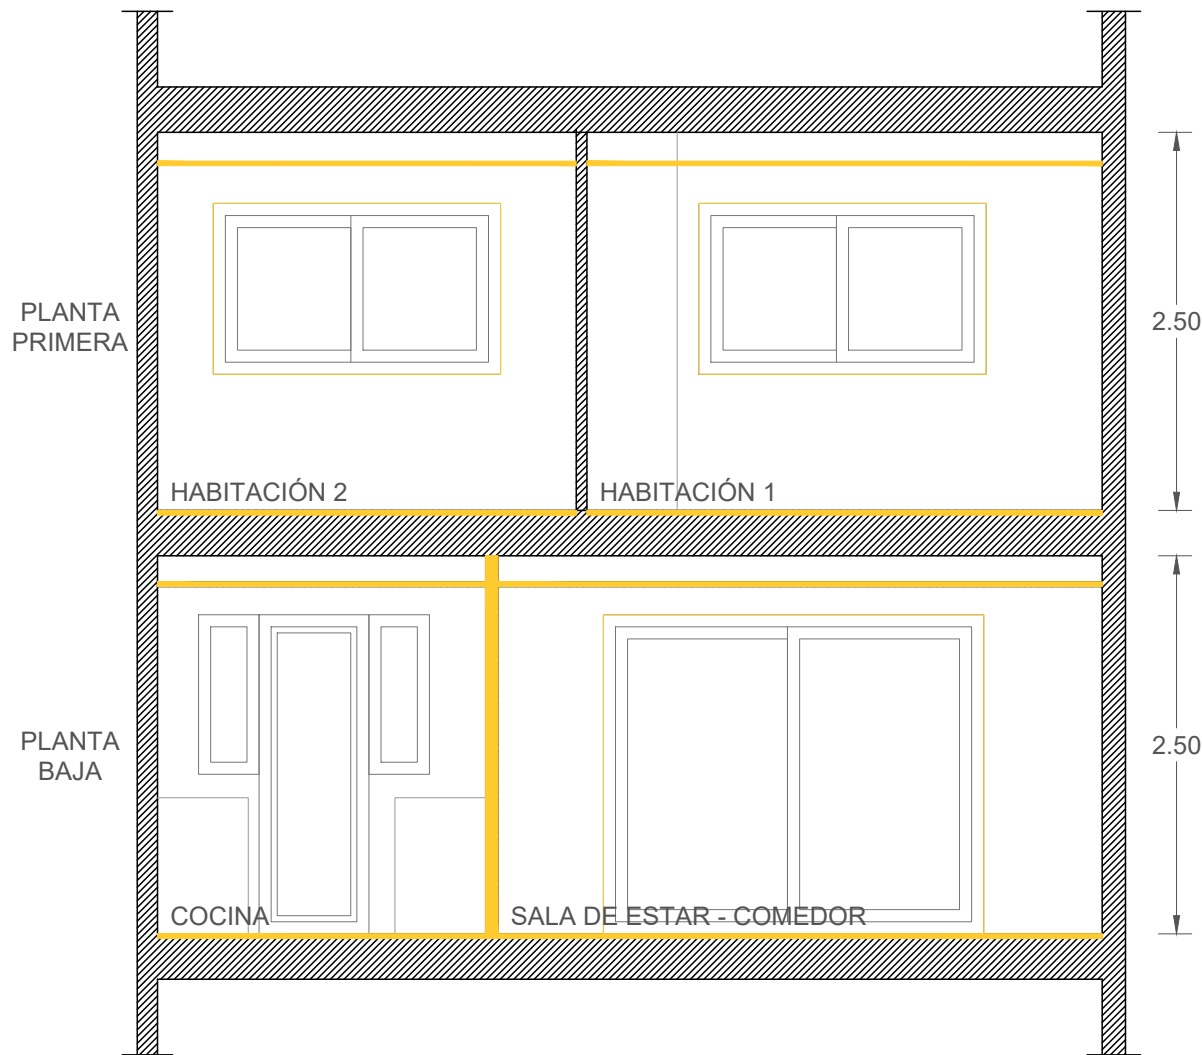 PLANTA
PRIMERA
2.50
HABITACIÓN 2
HABITACIÓN 1
PLANTA
BAJA
2.50
COCINA
SALA DE ESTAR - COMEDOR